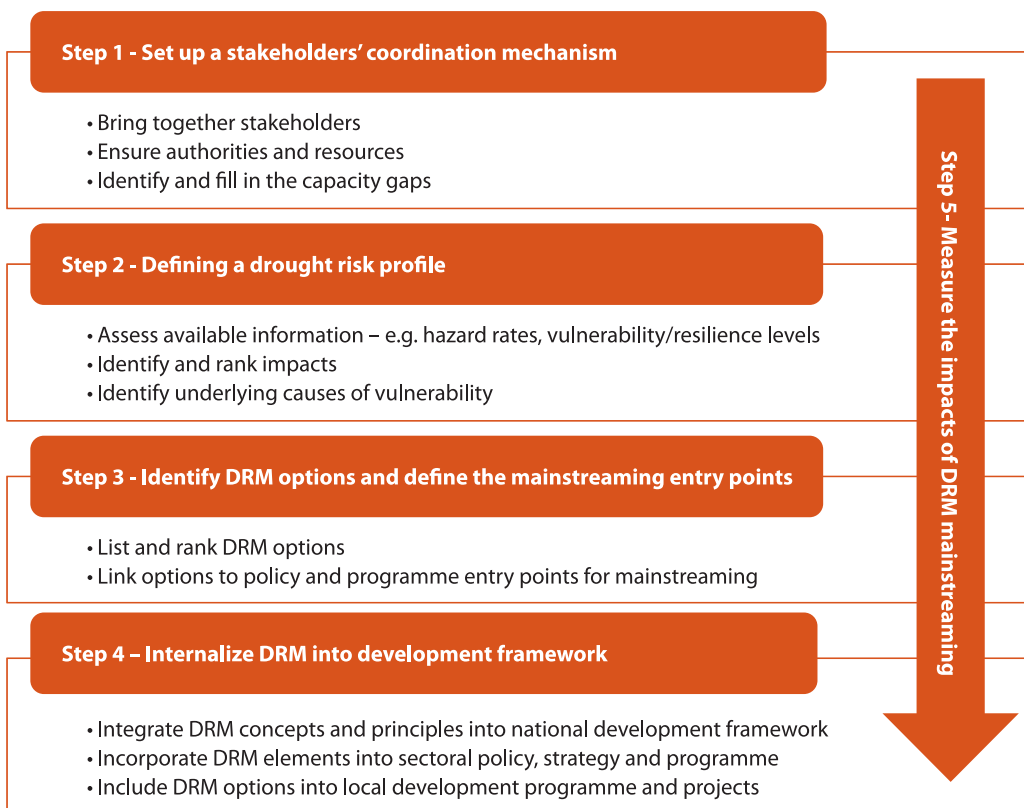 Step 1 - Set up a stakeholders’ coordination mechanism
• Bring together stakeholders
• Ensure authorities and resources
• Identify and fill in the capacity gaps
Step 2 - Defining a drought risk profile
• Assess available information – e.g. hazard rates, vulnerability/resilience levels
• Identify and rank impacts
• Identify underlying causes of vulnerability
Step 3 - Identify DRM options and define the mainstreaming entry points
• List and rank DRM options
• Link options to policy and programme entry points for mainstreaming
Step 4 – Internalize DRM into development framework
• Integrate DRM concepts and principles into national development framework
• Incorporate DRM elements into sectoral policy, strategy and programme
• Include DRM options into local development programme and projects
Step 5- Measure the impacts of DRM mainstreaming